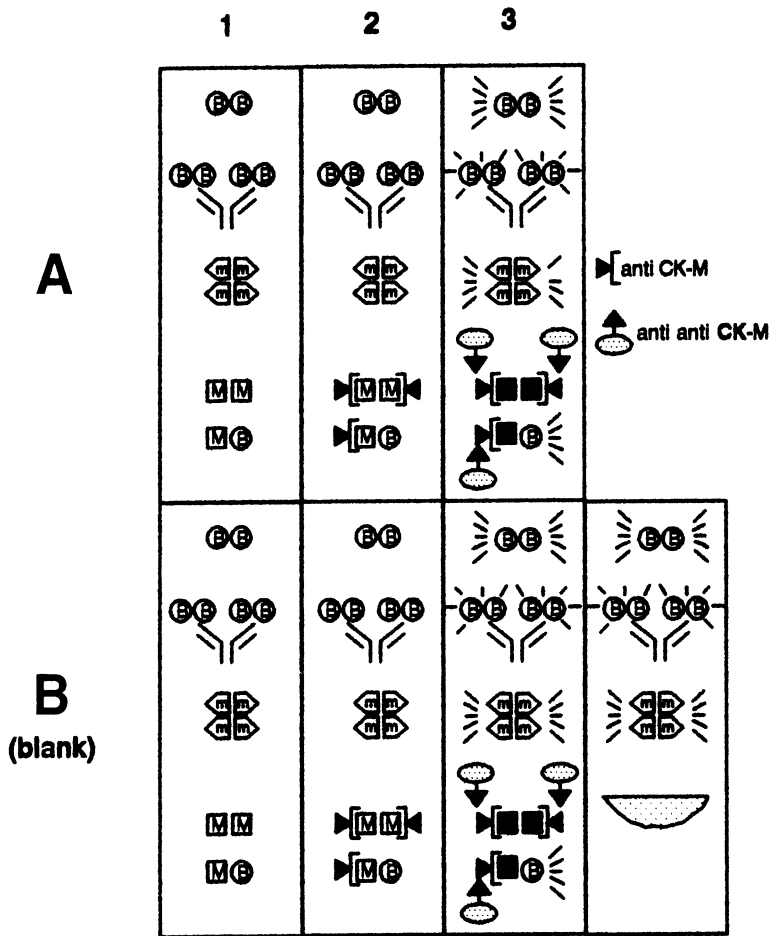 1 2 3
B B B B B B
B B B B B B B B B B B B
A
m m m m m m
m m m m m m
anti CK-M
anti anti CK-M
M M M M
M B M B B
B B B B B B B B
B B B B B B B B B B B B B B B B
B
m m m m m m m m
m m m m m m m m
(blank)
M M M M
M B M B B